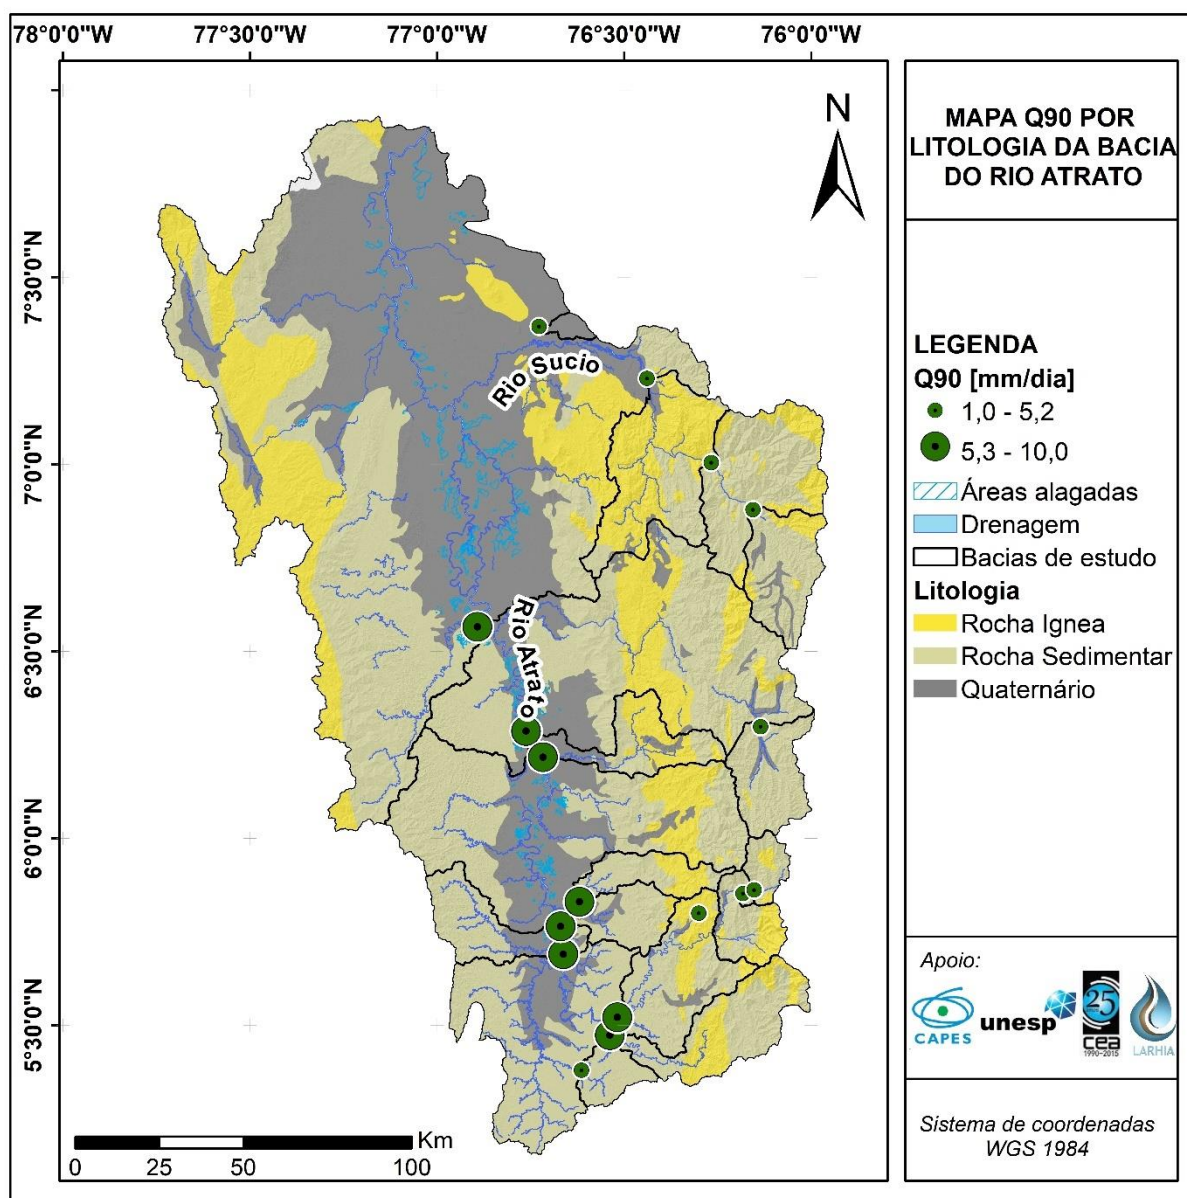 78°0'0"W
77°30'0"W
77°0'0"W
76°30'0"W
76°0'0"W
7°30'0"N
7°0'0"N
6°30'0"N
6°0'0"N
5°30'0"N
N
Rio Sucio
Rio Atrato
Km
0 25 50 100
MAPA Q90 POR
LITOLOGIA DA BACIA
DO RIO ATRATO
LEGENDA
Q90 [mm/dia]
1,0 - 5,2
5,3 - 10,0
Áreas alagadas
Drenagem
Bacias de estudo
Litologia
Rocha Ignea
Rocha Sedimentar
Quaternário
Apoio:
CAPES
unesp
25
cea
1990-2015
LARHIA
Sistema de coordenadas
WGS 1984